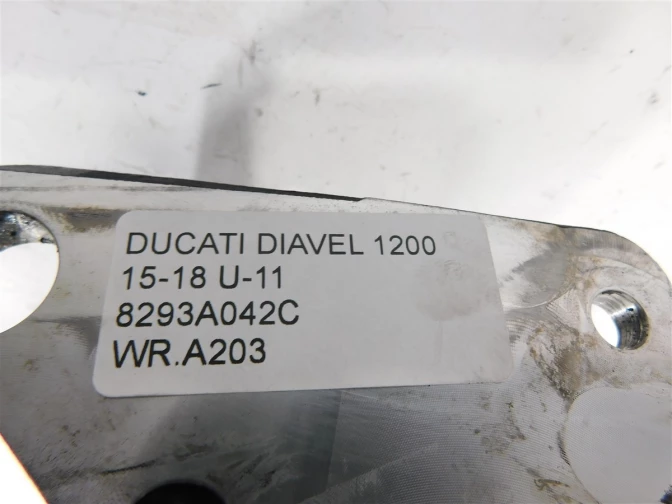 DUCATI DIAVEL 1200
15-18 U-11
8293A042C
WR.A203